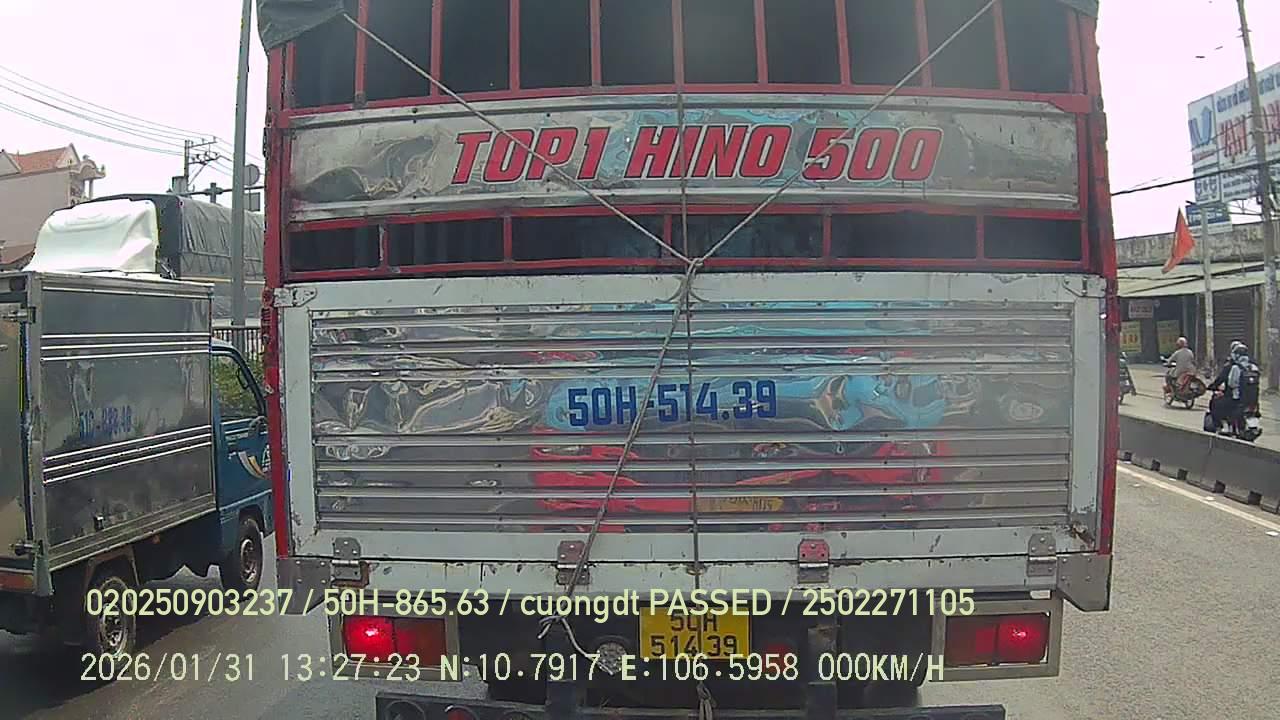 TOP1 HINO 500
50H-514.39
50H
514 39
020250903237 / 50H-865.63 / cuongdt PASSED / 2502271105
2026/01/31 13:27:23 N:10.7917 E:106.5958 000KM/H